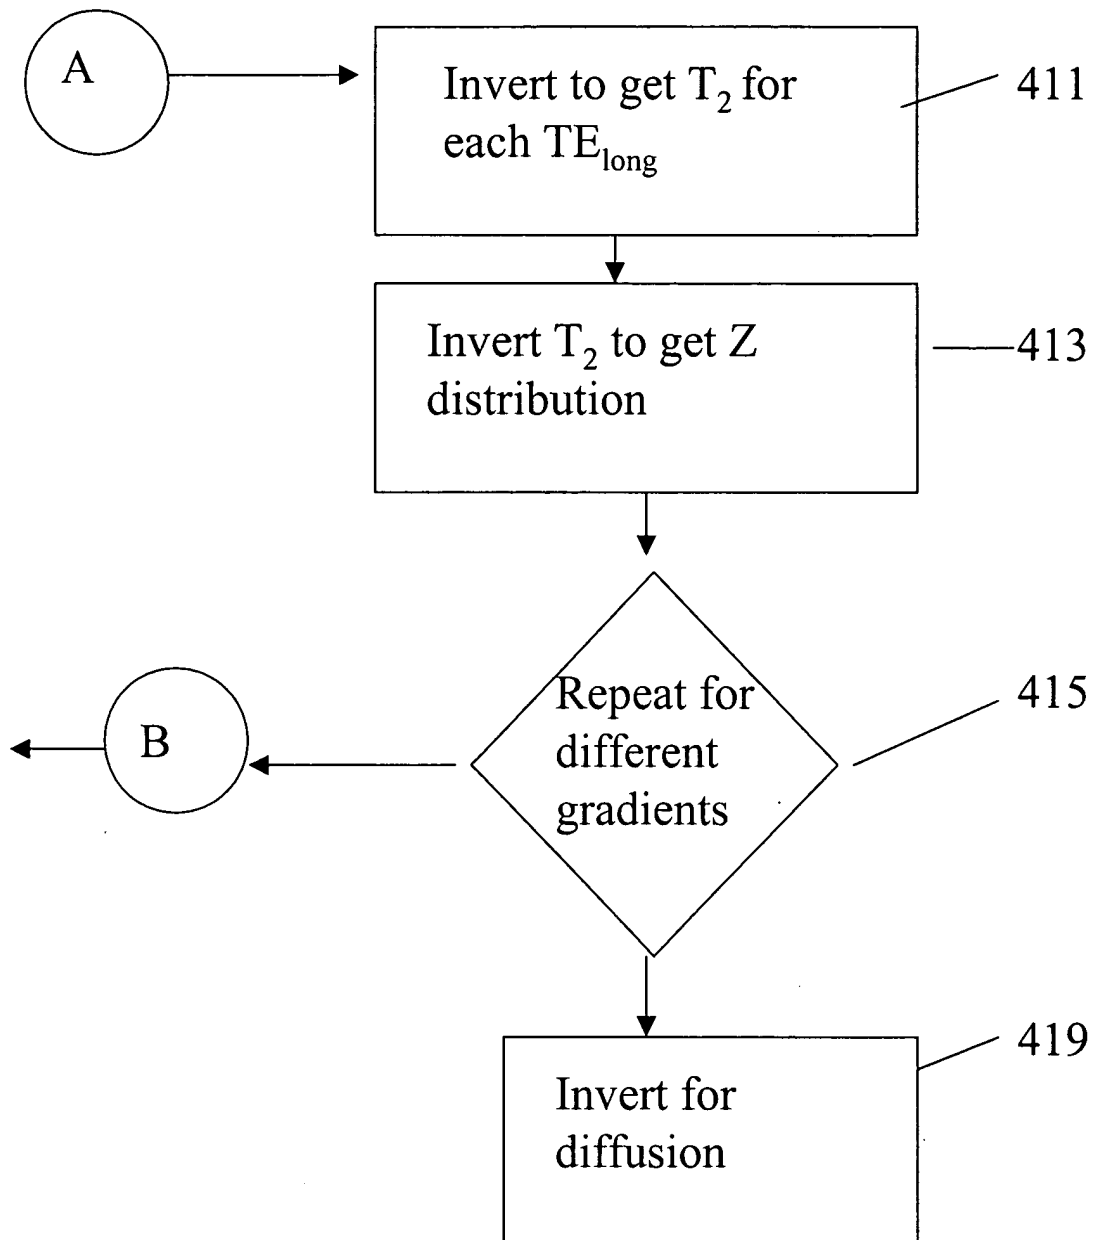 A
Invert to get T₂ for
each TE_long
411
Invert T₂ to get Z
distribution
413
Repeat for
different
gradients
415
B
Invert for
diffusion
419